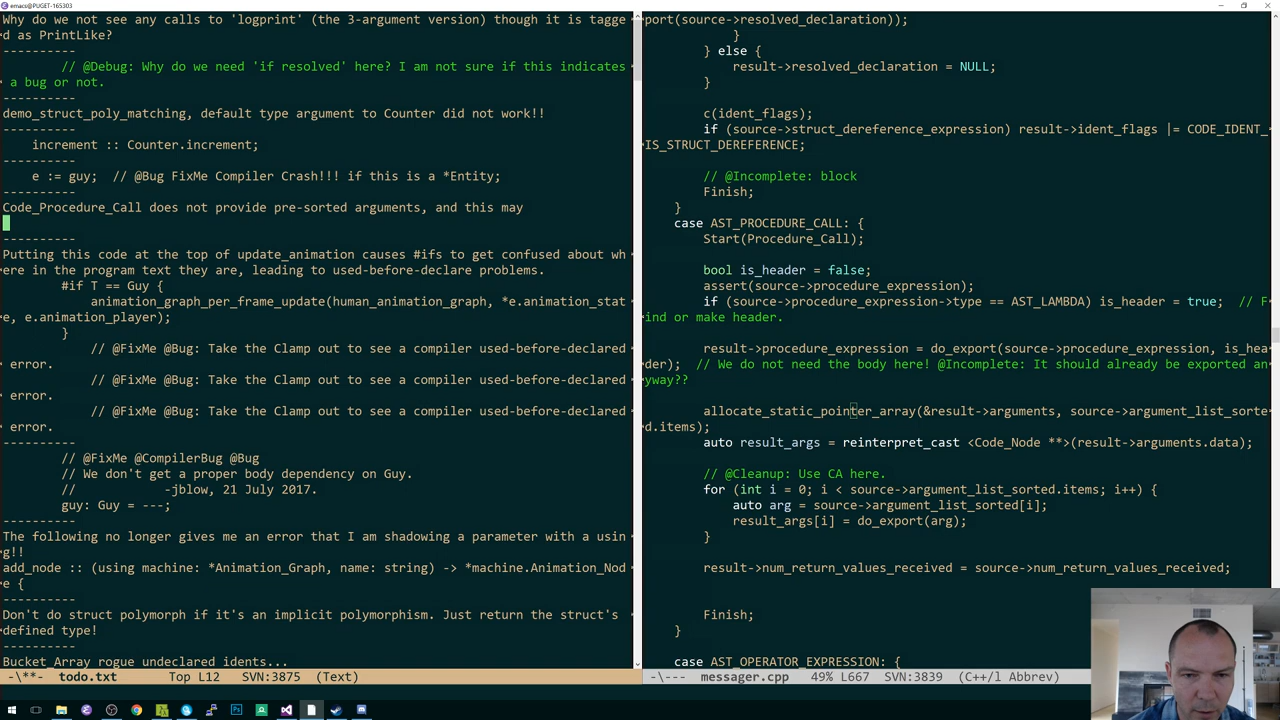 emacs@PUGET-165303
Why do we not see any calls to 'logprint' (the 3-argument version) though it is tagge
d as PrintLike?
----------
        // @Debug: Why do we need 'if resolved' here? I am not sure if this indicates
 a bug or not.
----------
demo_struct_poly_matching, default type argument to Counter did not work!!
----------
    increment :: Counter.increment;
----------
    e := guy;  // @Bug FixMe Compiler Crash!!! if this is a *Entity;
----------
Code_Procedure_Call does not provide pre-sorted arguments, and this may
----------
Putting this code at the top of update_animation causes #ifs to get confused about wh
ere in the program text they are, leading to used-before-declare problems.
        #if T == Guy {
            animation_graph_per_frame_update(human_animation_graph, *e.animation_stat
e, e.animation_player);
        }
            // @FixMe @Bug: Take the Clamp out to see a compiler used-before-declared
 error.
            // @FixMe @Bug: Take the Clamp out to see a compiler used-before-declared
 error.
            // @FixMe @Bug: Take the Clamp out to see a compiler used-before-declared
 error.
----------
        // @FixMe @CompilerBug @Bug
        // We don't get a proper body dependency on Guy.
        //            -jblow, 21 July 2017.
        guy: Guy = ---;
----------
The following no longer gives me an error that I am shadowing a parameter with a usin
g!!
add_node :: (using machine: *Animation_Graph, name: string) -> *machine.Animation_Nod
e {
----------
Don't do struct polymorph if it's an implicit polymorphism. Just return the struct's
defined type!
----------
Bucket_Array rogue undeclared idents...
-\**-  todo.txt       Top L12    SVN:3875  (Text)
port(source->resolved_declaration));
            }
        } else {
            result->resolved_declaration = NULL;
        }
        c(ident_flags);
        if (source->struct_dereference_expression) result->ident_flags |= CODE_IDENT_
IS_STRUCT_DEREFERENCE;
        // @Incomplete: block
        Finish;
    }
    case AST_PROCEDURE_CALL: {
        Start(Procedure_Call);
        bool is_header = false;
        assert(source->procedure_expression);
        if (source->procedure_expression->type == AST_LAMBDA) is_header = true;  // F
ind or make header.
        result->procedure_expression = do_export(source->procedure_expression, is_hea
der);  // We do not need the body here! @Incomplete: It should already be exported an
yway??
        allocate_static_pointer_array(&result->arguments, source->argument_list_sorte
d.items);
        auto result_args = reinterpret_cast <Code_Node **>(result->arguments.data);
        // @Cleanup: Use CA here.
        for (int i = 0; i < source->argument_list_sorted.items; i++) {
            auto arg = source->argument_list_sorted[i];
            result_args[i] = do_export(arg);
        }
        result->num_return_values_received = source->num_return_values_received;
        Finish;
    }
    case AST_OPERATOR_EXPRESSION: {
-\---  messager.cpp   49% L667   SVN:3839  (C++/l Abbrev)